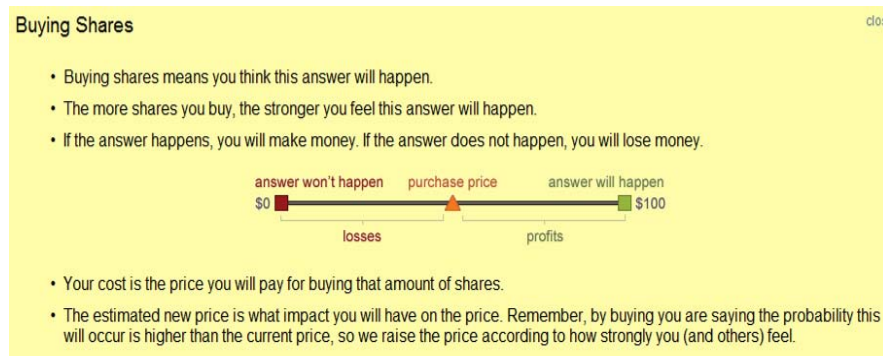 Buying Shares
clos
• Buying shares means you think this answer will happen.
• The more shares you buy, the stronger you feel this answer will happen.
• If the answer happens, you will make money. If the answer does not happen, you will lose money.
answer won't happen purchase price answer will happen
$0 $100
losses profits
• Your cost is the price you will pay for buying that amount of shares.
• The estimated new price is what impact you will have on the price. Remember, by buying you are saying the probability this
will occur is higher than the current price, so we raise the price according to how strongly you (and others) feel.